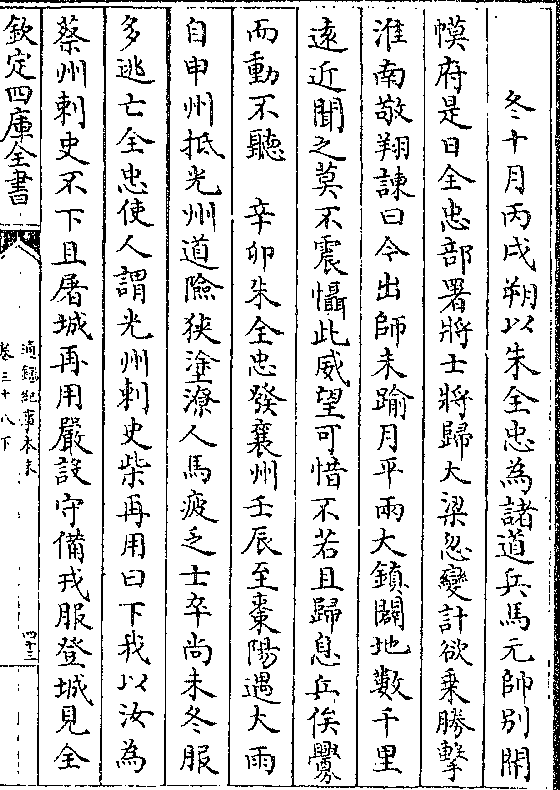 冬十月丙戌朔以朱全忠為諸道兵馬元帥别開
幙府是日全忠部署將士將歸大梁忽變計欲乗勝擊
淮南敬翔諫曰今出師未踰月平兩大鎮闢地數千里
逺近聞之莫不震懾此威望可惜不若且歸息兵俟釁
而動不聽　辛卯朱全忠發襄州壬辰至棗陽遇大雨
自申州抵光州道險狹塗潦人馬疲乏士卒尚未冬服
多逃亡全忠使人謂光州刺史柴再用曰下我以汝為
蔡州刺史不下且屠城再用嚴設守備戎服登城見全
欽定四庫全書
通鑑紀事本末
卷三十八下
四十三